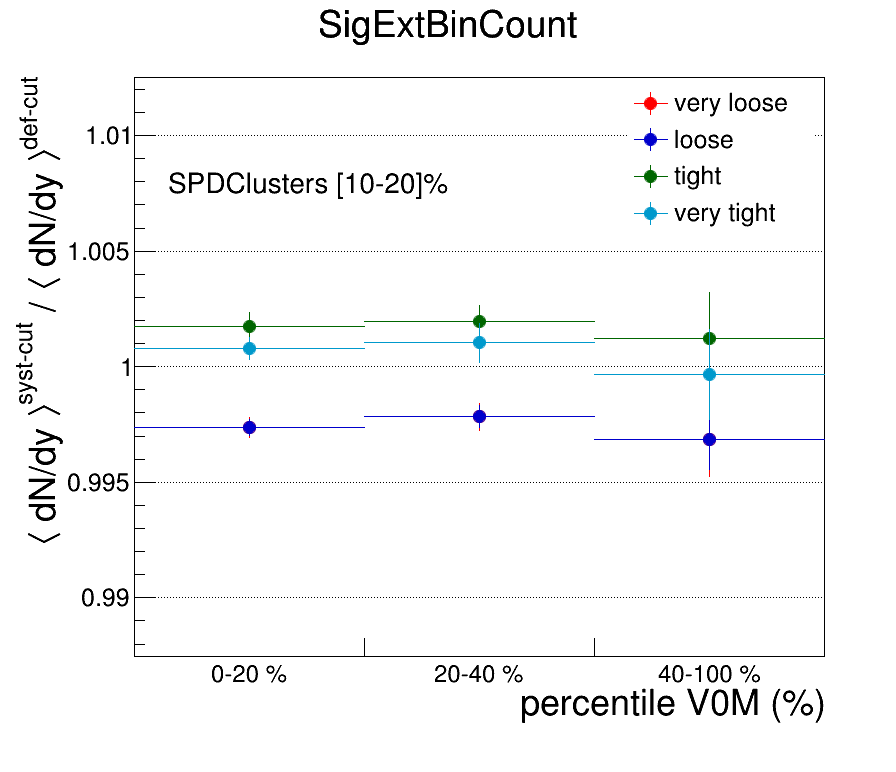 SigExtBinCount
⟨ dN/dy ⟩^syst-cut / ⟨ dN/dy ⟩^def-cut
1.01
1.005
1
0.995
0.99
SPDClusters [10-20]%
very loose
loose
tight
very tight
0-20 %
20-40 %
40-100 %
percentile V0M (%)